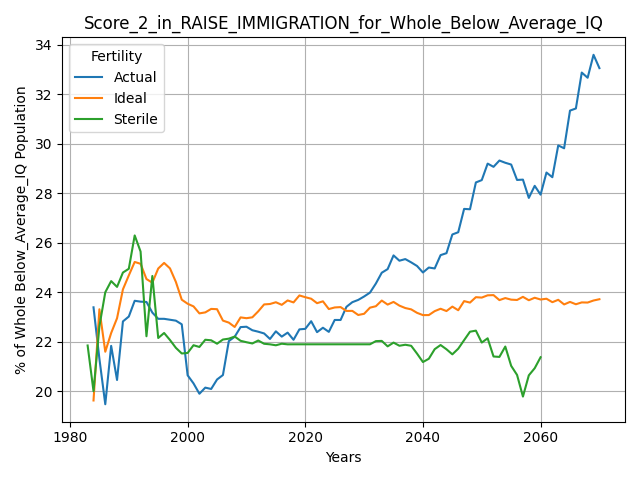 Score_2_in_RAISE_IMMIGRATION_for_Whole_Below_Average_IQ
% of Whole Below_Average_IQ Population
34
32
30
28
26
24
22
20
Fertility
Actual
Ideal
Sterile
1980
2000
2020
2040
2060
Years